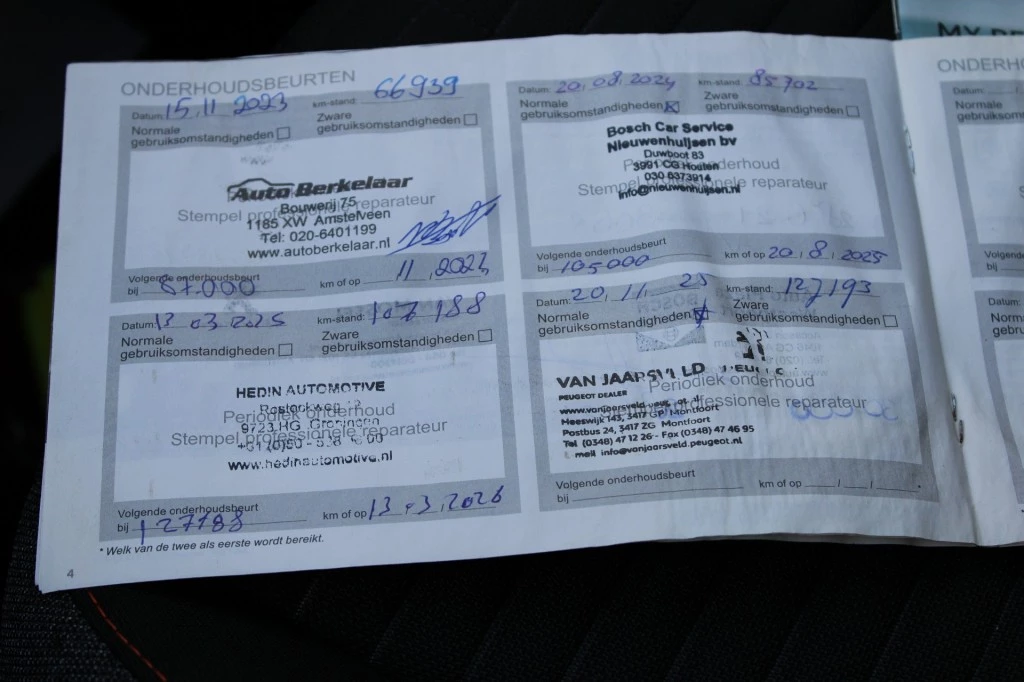 MY
ONDERHOUDSBEURTEN
Datum: 15.11 2023 km-stand: 66939
Normale gebruiksomstandigheden
Zware gebruiksomstandigheden
Auto Berkelaar
Stempel professionele reparateur
Bouwerij 75
1185 XW Amstelveen
Tel: 020-6401199
www.autoberkelaar.nl
Volgende onderhoudsbeurt
bij 87.000 km of op 11, 2024
Datum: 20.08.2024 km-stand: 85702
Normale gebruiksomstandigheden
Zware gebruiksomstandigheden
Bosch Car Service
Nieuwenhuijsen bv
Duwboot 83
3991 CG Houten
030 6373914
info@nieuwenhuijsen.nl
Periodiek onderhoud
Stempel professionele reparateur
Volgende onderhoudsbeurt
bij 105000 km of op 20, 8, 2025
Datum: 13 03 2025 km-stand: 107188
Normale gebruiksomstandigheden
Zware gebruiksomstandigheden
HEDIN AUTOMOTIVE
Periodiek onderhoud
9723 HG Groningen
Stempel professionele reparateur
www.hedinautomotive.nl
Volgende onderhoudsbeurt
bij 127188 km of op 13.03.2026
Datum: 20, 11, 25 km-stand: 127193
Normale gebruiksomstandigheden
Zware gebruiksomstandigheden
VAN JAARSVELD
PEUGEOT DEALER
Periodiek onderhoud
Stempel professionele reparateur
Heeswijk 143, 3417 GP Montfoort
Postbus 24, 3417 ZG Montfoort
Tel (0348) 47 12 26 - Fax (0348) 47 46 95
E-mail info@vanjaarsveld.peugeot.nl
Volgende onderhoudsbeurt
bij km of op / /
* Welk van de twee als eerste wordt bereikt.
4
ONDERH
Datum:
Norma
gebru
Datum:
Norm
geb